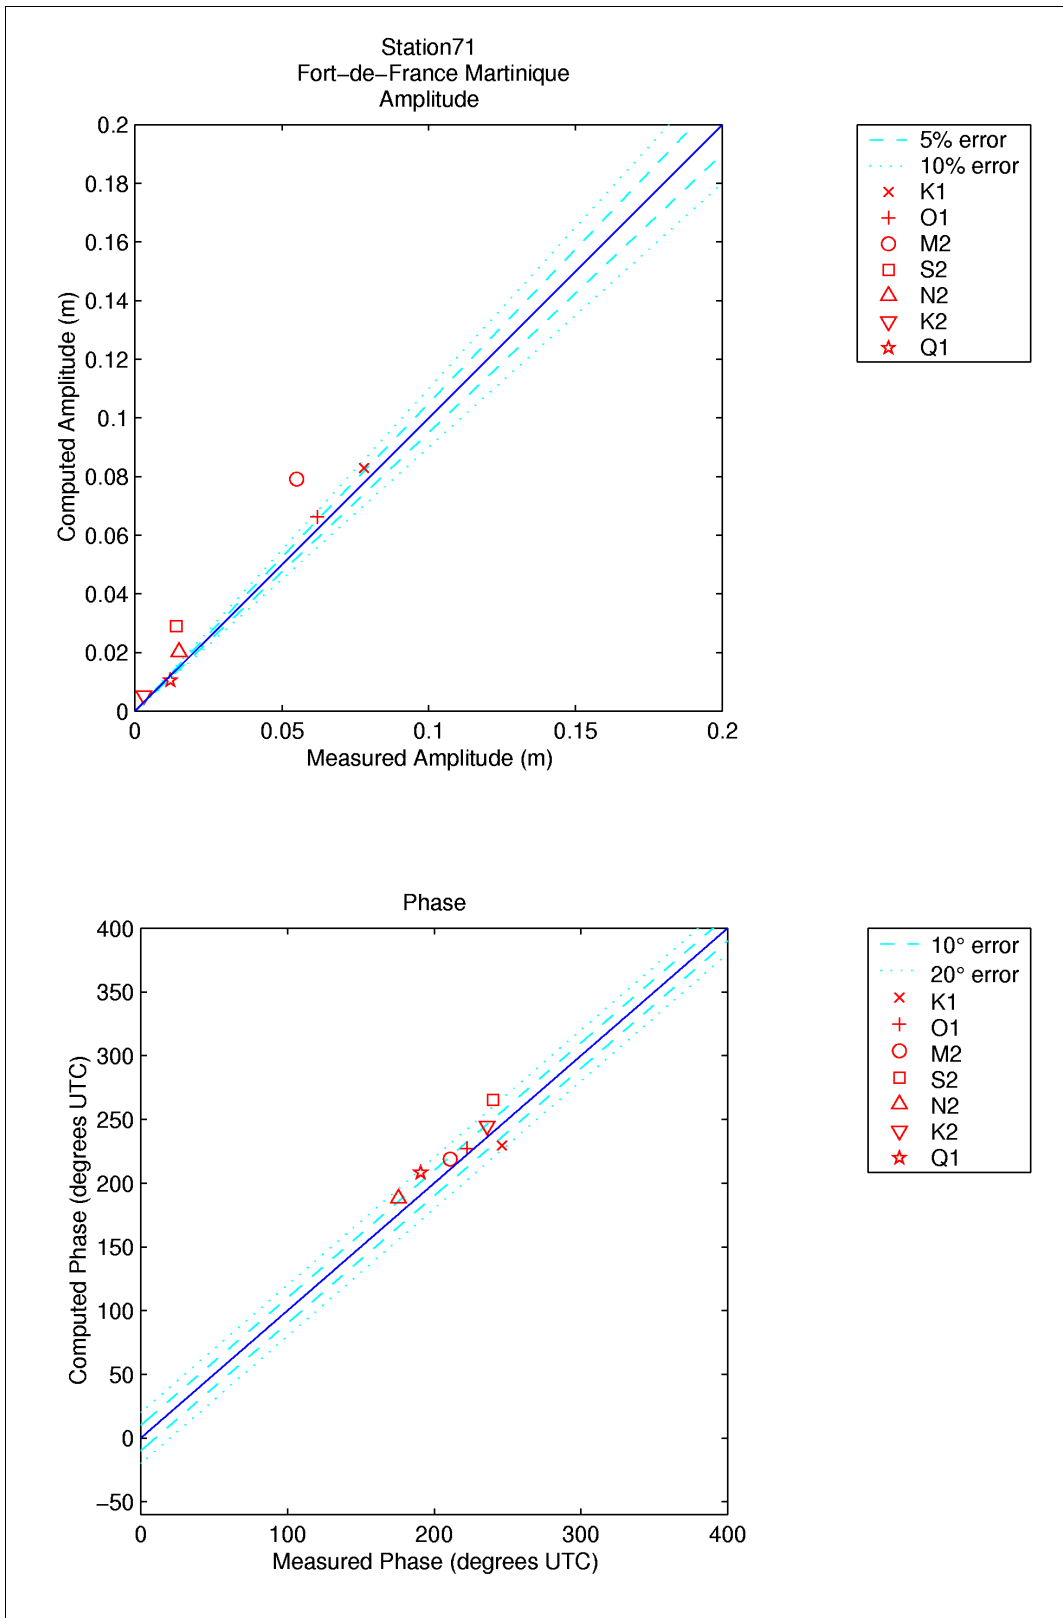 Station71
Fort−de−France Martinique
Amplitude
0.2
0.18
0.16
0.14
0.12
0.1
0.08
0.06
0.04
0.02
0
Computed Amplitude (m)
0 0.05 0.1 0.15 0.2
Measured Amplitude (m)
5% error
10% error
K1
O1
M2
S2
N2
K2
Q1
Phase
400
350
300
250
200
150
100
50
0
−50
Computed Phase (degrees UTC)
0 100 200 300 400
Measured Phase (degrees UTC)
10° error
20° error
K1
O1
M2
S2
N2
K2
Q1